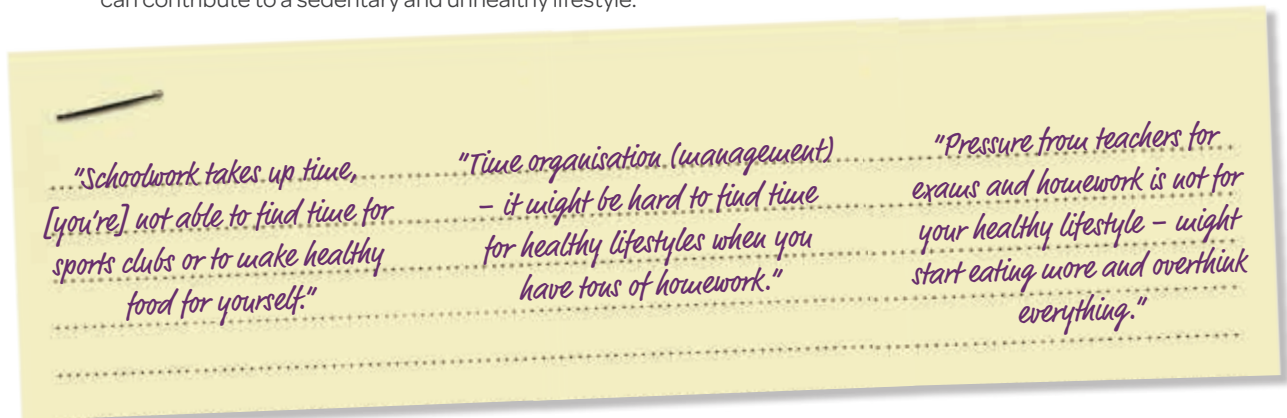 can contribute to a sedentary and unhealthy lifestyle.
"Schoolwork takes up time,
[you're] not able to find time for
sports clubs or to make healthy
food for yourself."
"Time organisation (management)
– it might be hard to find time
for healthy lifestyles when you
have tons of homework."
"Pressure from teachers for
exams and homework is not for
your healthy lifestyle – might
start eating more and overthink
everything."